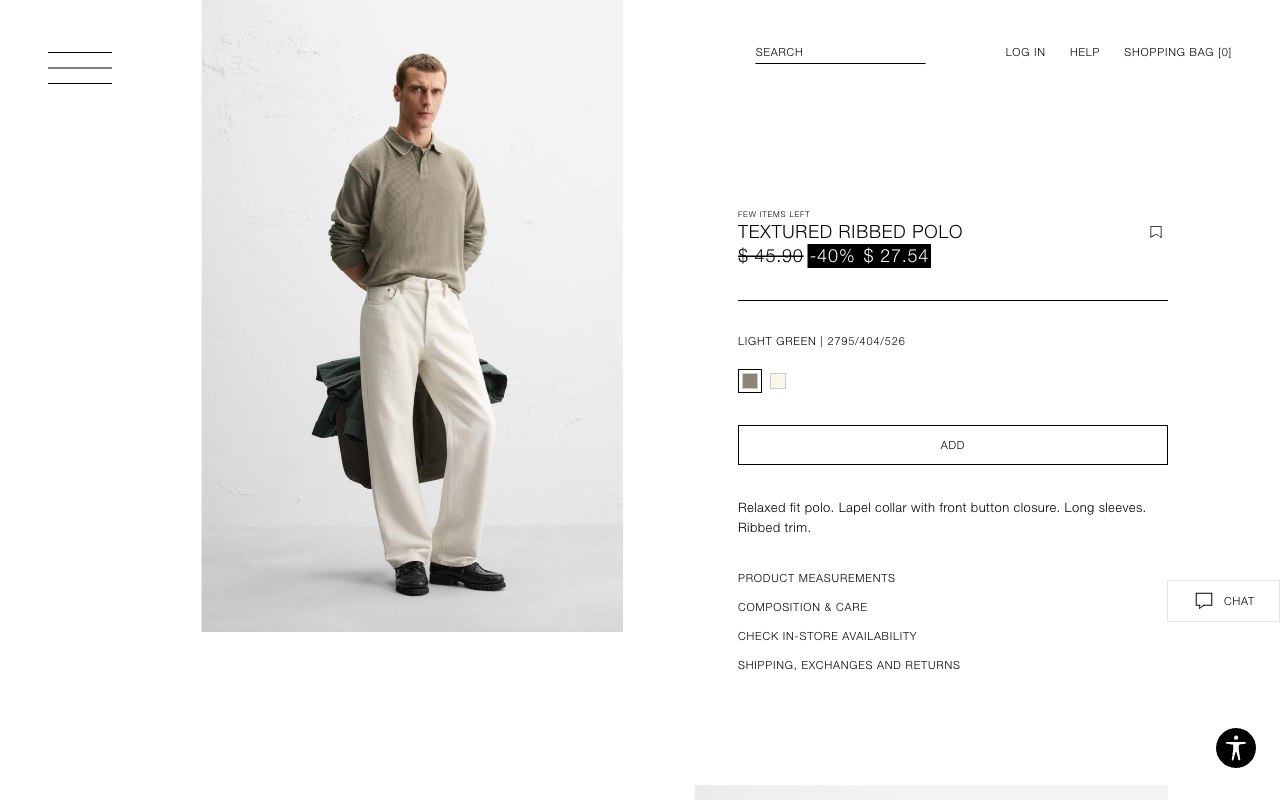 SEARCH
LOG IN
HELP
SHOPPING BAG [0]
FEW ITEMS LEFT
TEXTURED RIBBED POLO
$ 45.90 -40% $ 27.54
LIGHT GREEN | 2795/404/526
ADD
Relaxed fit polo. Lapel collar with front button closure. Long sleeves.
Ribbed trim.
PRODUCT MEASUREMENTS
COMPOSITION & CARE
CHECK IN-STORE AVAILABILITY
SHIPPING, EXCHANGES AND RETURNS
CHAT